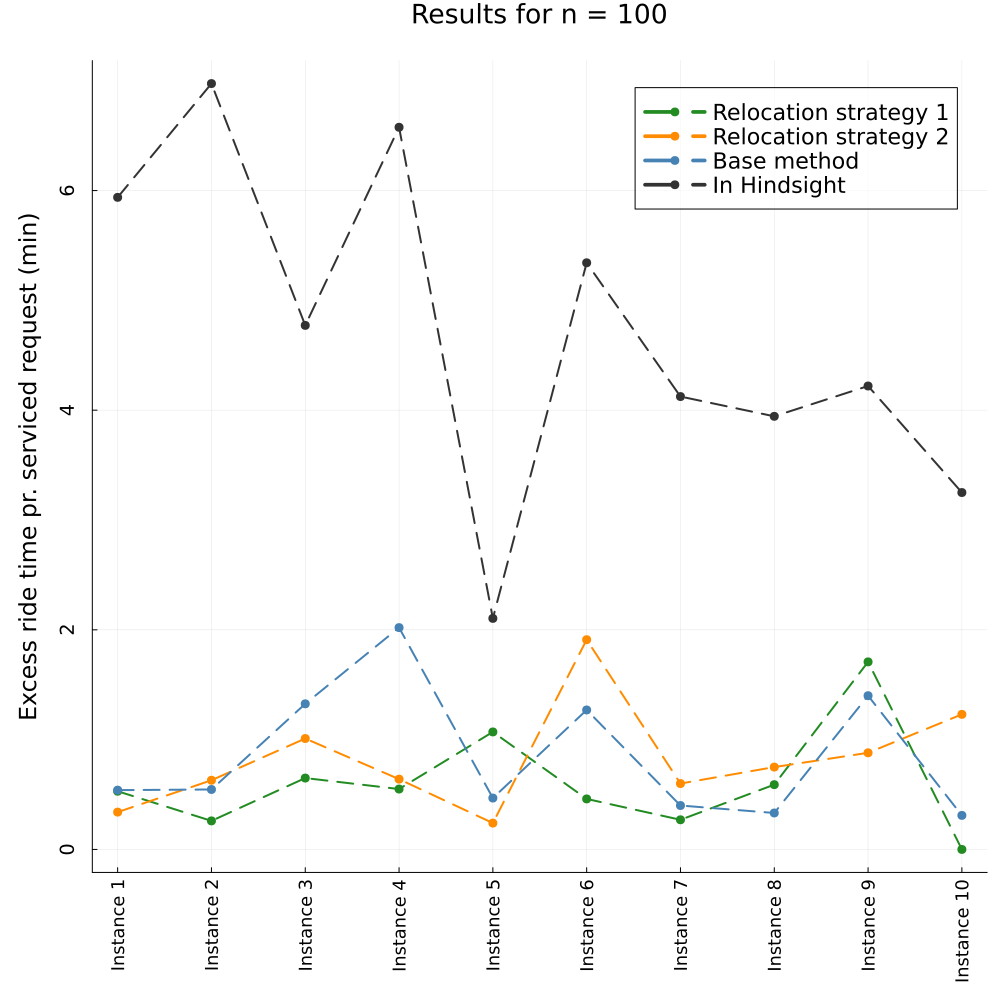 Results for n = 100
Relocation strategy 1
Relocation strategy 2
Base method
In Hindsight
Excess ride time pr. serviced request (min)
6
4
2
0
Instance 1
Instance 2
Instance 3
Instance 4
Instance 5
Instance 6
Instance 7
Instance 8
Instance 9
Instance 10